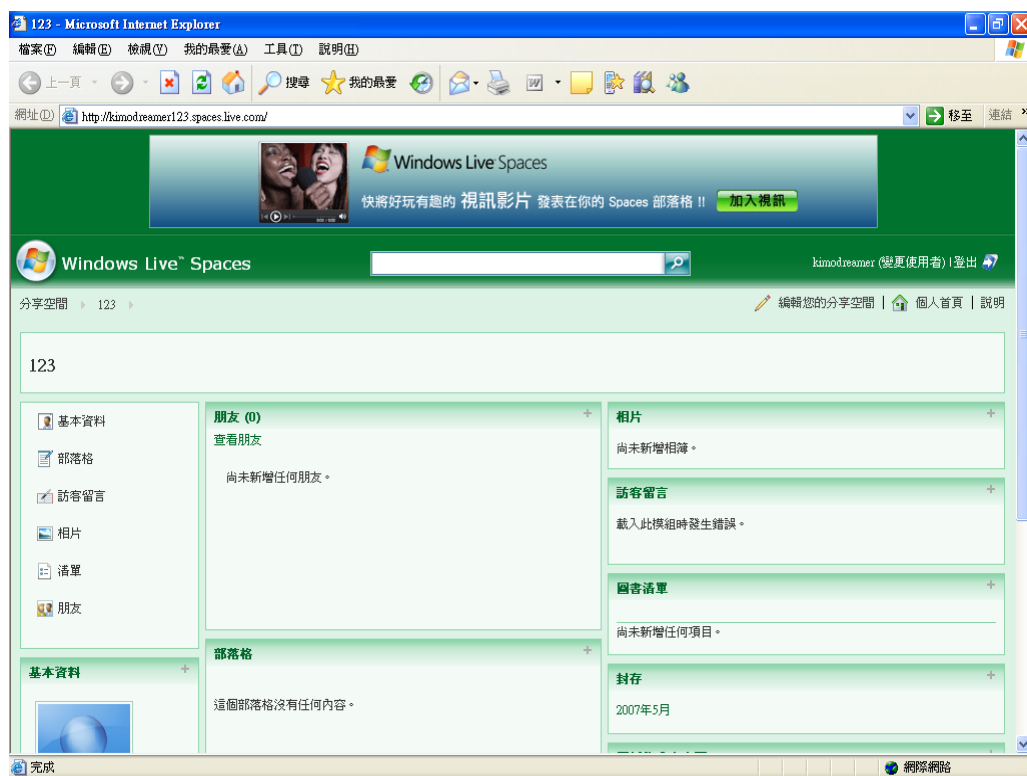 123 - Microsoft Internet Explorer
檔案(F) 編輯(E) 檢視(V) 我的最愛(A) 工具(T) 說明(H)
上一頁 搜尋 我的最愛
網址(D) http://kimodreamer123.spaces.live.com/ 移至 連結 »
Windows Live Spaces
快將好玩有趣的 視訊影片 發表在你的 Spaces 部落格 !! 加入視訊
Windows Live™ Spaces kimodreamer (變更使用者) | 登出
分享空間 123 編輯您的分享空間 | 個人首頁 | 說明
123
基本資料
部落格
訪客留言
相片
清單
朋友
基本資料
朋友 (0)
查看朋友
尚未新增任何朋友。
部落格
這個部落格沒有任何內容。
相片
尚未新增相簿。
訪客留言
載入此模組時發生錯誤。
圖書清單
尚未新增任何項目。
封存
2007年5月
完成 網際網路